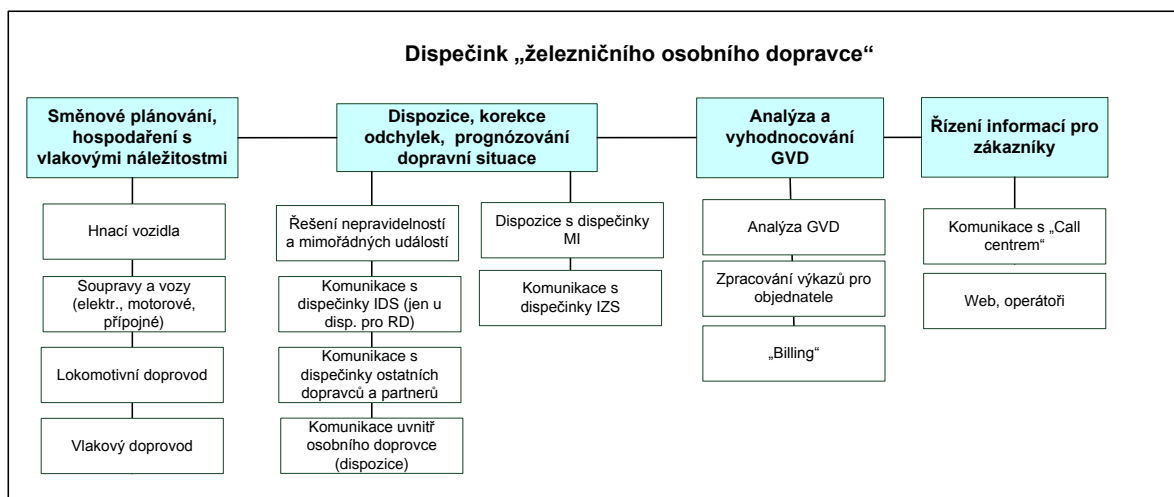 Dispečink „železničního osobního dopravce“
Směnové plánování,
hospodaření s
vlakovými náležitostmi
Hnací vozidla
Soupravy a vozy
(elektr., motorové,
přípojné)
Lokomotivní doprovod
Vlakový doprovod
Dispozice, korekce
odchylek, prognózování
dopravní situace
Řešení nepravidelností
a mimořádných událostí
Komunikace s
dispečinky IDS (jen u
disp. pro RD)
Komunikace s
dispečinky ostatních
dopravců a partnerů
Komunikace uvnitř
osobního doprovce
(dispozice)
Dispozice s dispečinky
MI
Komunikace s
dispečinky IZS
Analýza a
vyhodnocování
GVD
Analýza GVD
Zpracování výkazů pro
objednatele
„Billing“
Řízení informací pro
zákazníky
Komunikace s „Call
centrem“
Web, operátoři